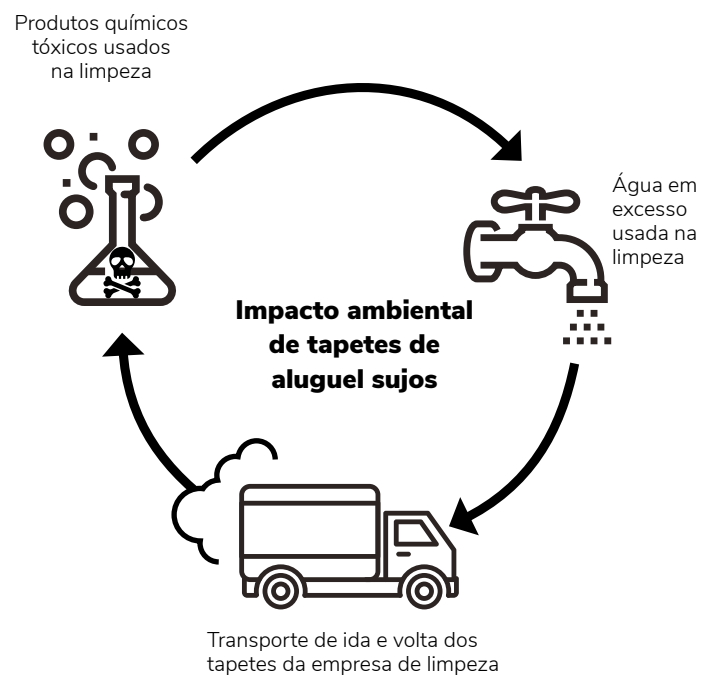 Produtos químicos
tóxicos usados
na limpeza
Água em
excesso
usada na
limpeza
Impacto ambiental
de tapetes de
aluguel sujos
Transporte de ida e volta dos
tapetes da empresa de limpeza